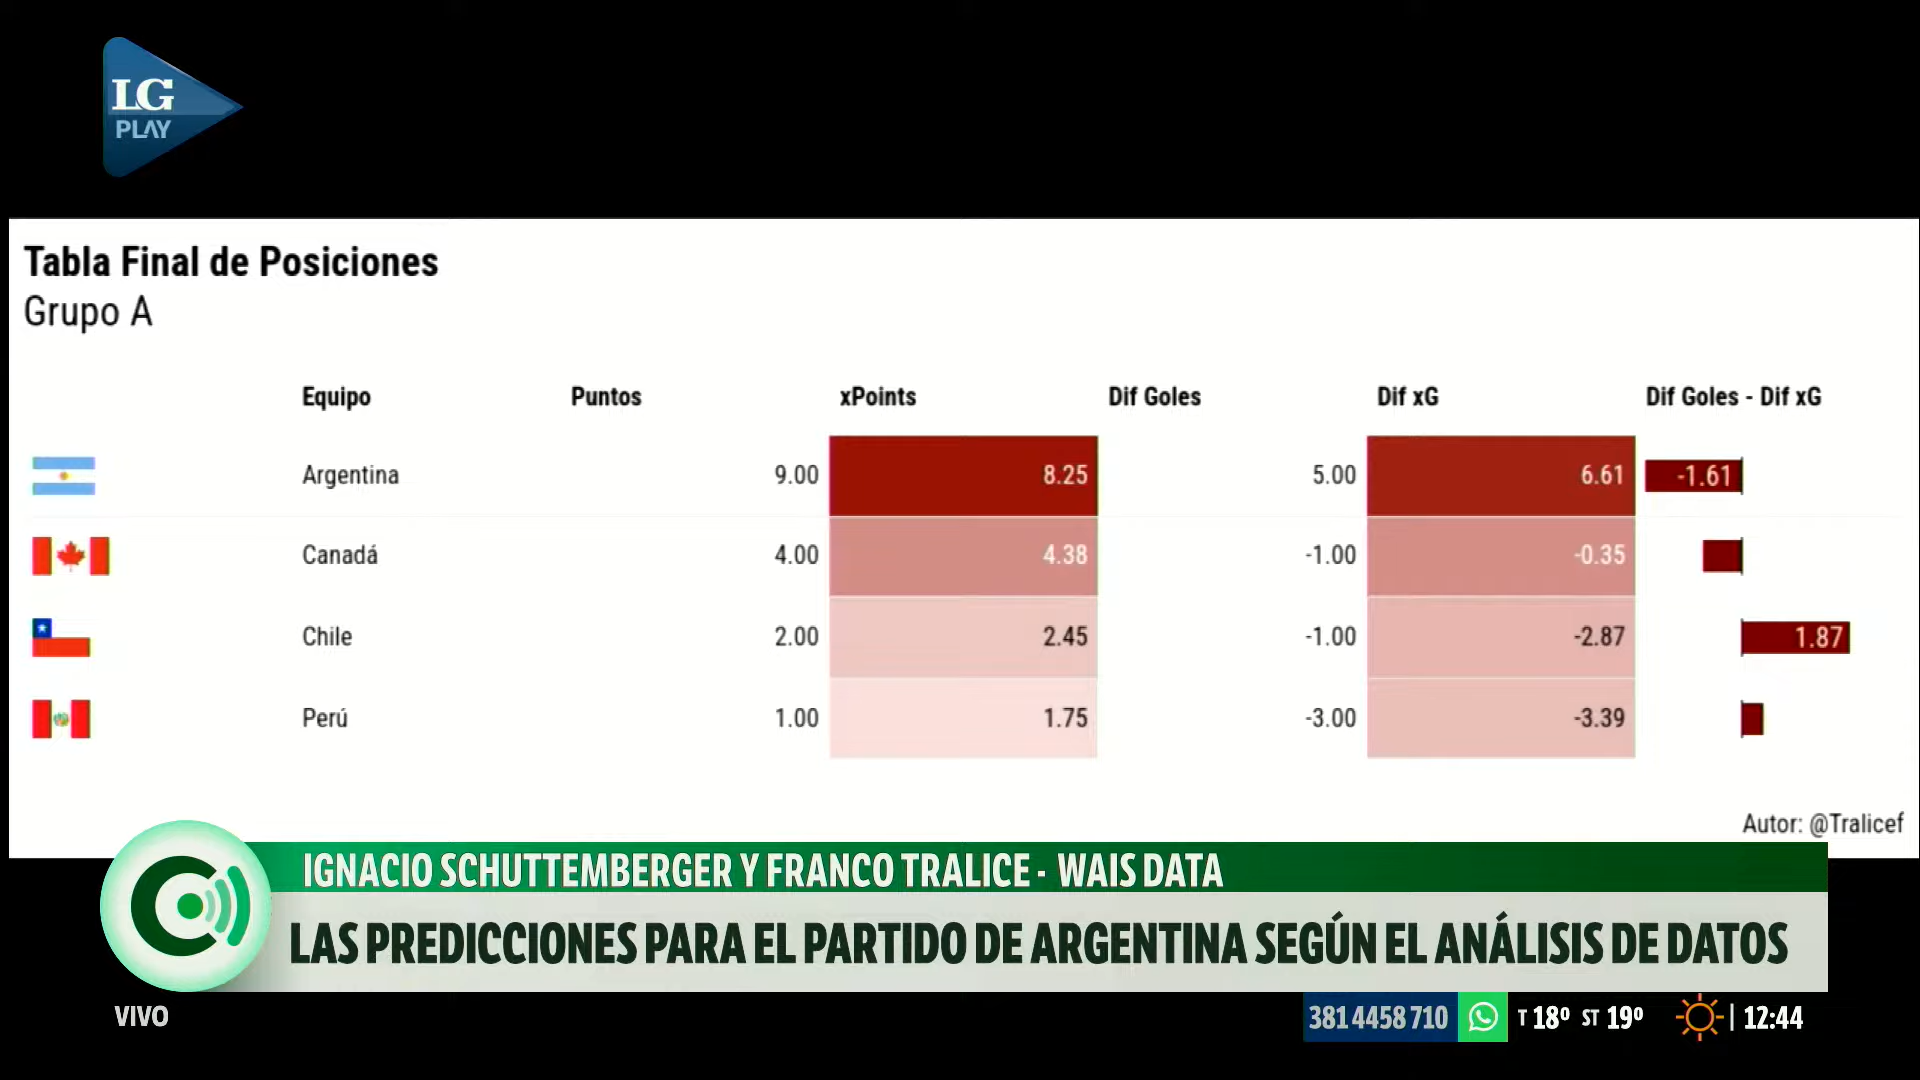 LG
PLAY
Tabla Final de Posiciones
Grupo A
Equipo Puntos xPoints Dif Goles Dif xG Dif Goles - Dif xG
Argentina 9.00 8.25 5.00 6.61 -1.61
Canadá 4.00 4.38 -1.00 -0.35
Chile 2.00 2.45 -1.00 -2.87 1.87
Perú 1.00 1.75 -3.00 -3.39
Autor: @Tralicef
IGNACIO SCHUTTEMBERGER Y FRANCO TRALICE - WAIS DATA
LAS PREDICCIONES PARA EL PARTIDO DE ARGENTINA SEGÚN EL ANÁLISIS DE DATOS
VIVO
381 4458 710 T 18º ST 19º | 12:44